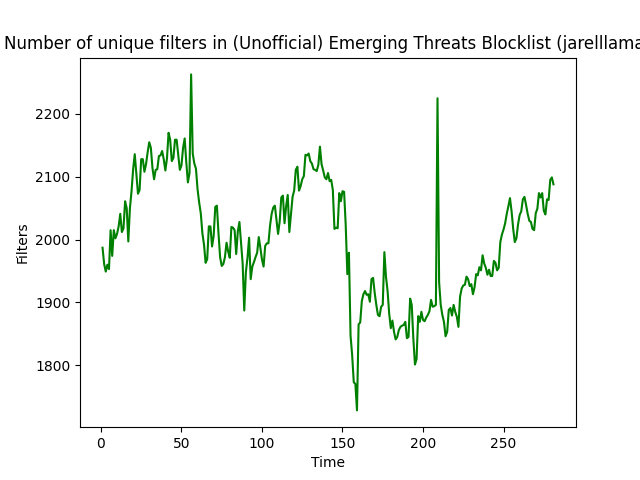 Number of unique filters in (Unofficial) Emerging Threats Blocklist (jarelllama
2200
2100
2000
1900
1800
Filters
0 50 100 150 200 250
Time